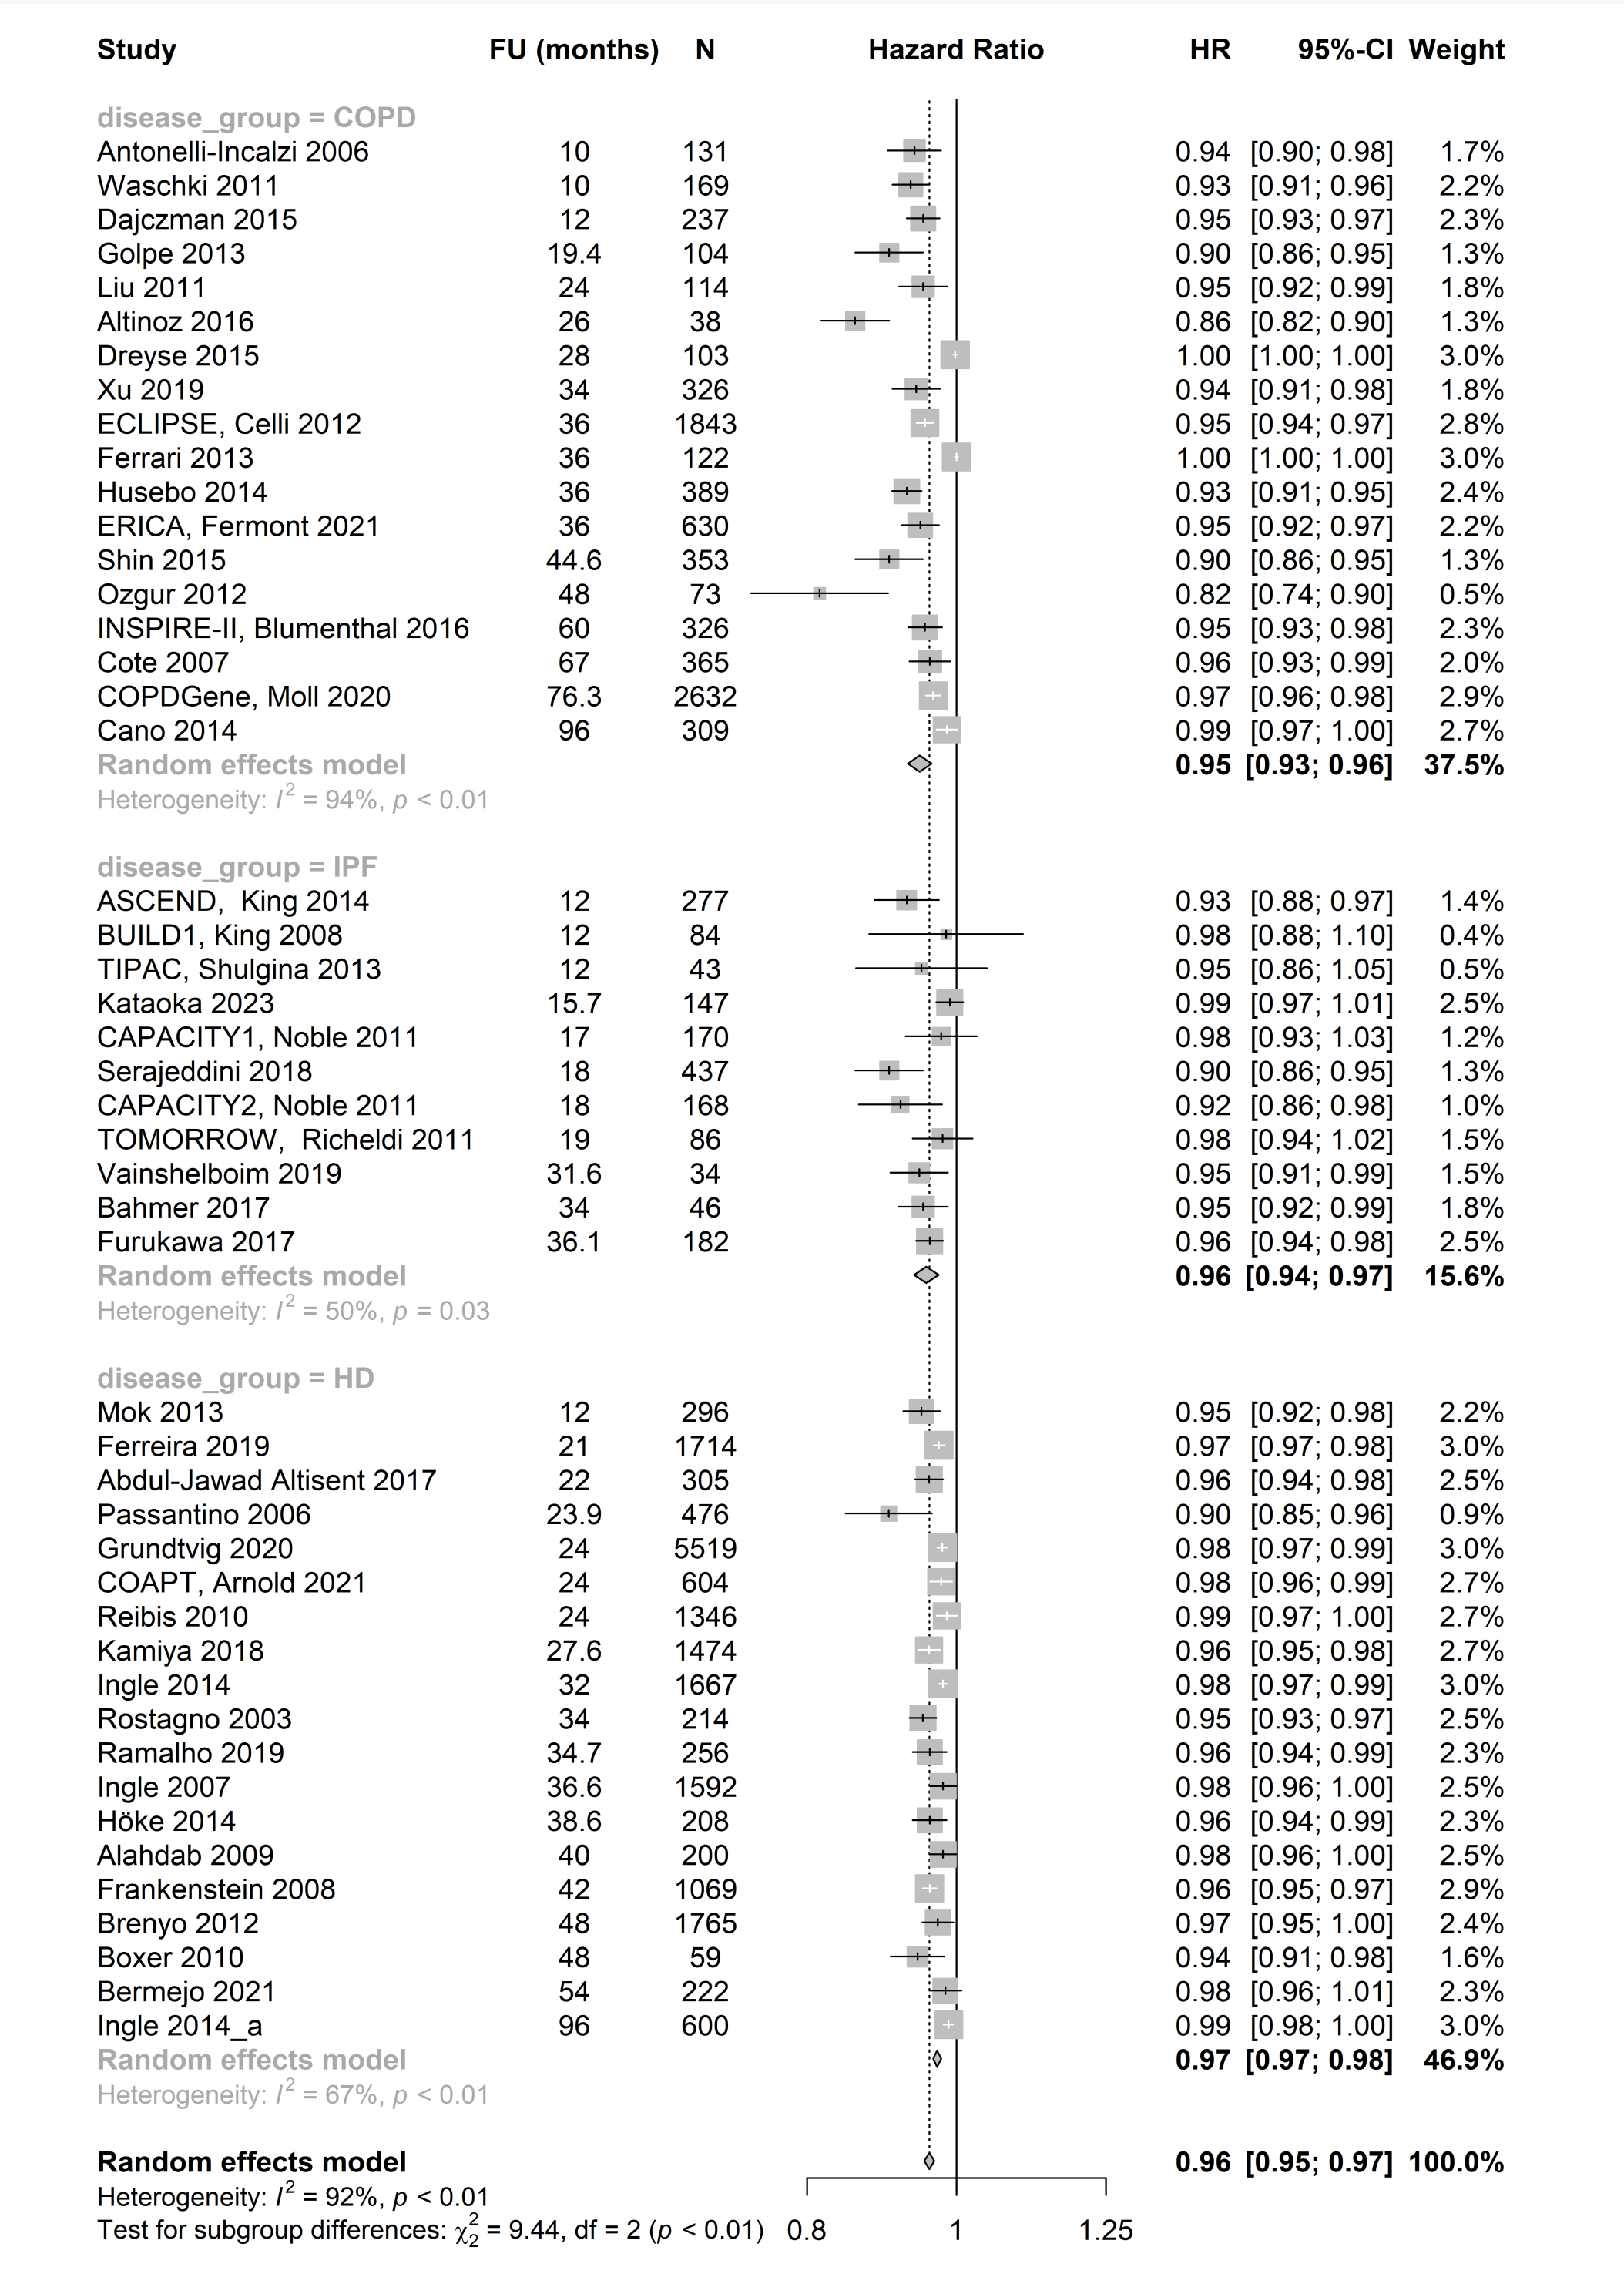 Study FU (months) N Hazard Ratio HR 95%-CI Weight
disease_group = COPD
Antonelli-Incalzi 2006 10 131 0.94 [0.90; 0.98] 1.7%
Waschki 2011 10 169 0.93 [0.91; 0.96] 2.2%
Dajczman 2015 12 237 0.95 [0.93; 0.97] 2.3%
Golpe 2013 19.4 104 0.90 [0.86; 0.95] 1.3%
Liu 2011 24 114 0.95 [0.92; 0.99] 1.8%
Altinoz 2016 26 38 0.86 [0.82; 0.90] 1.3%
Dreyse 2015 28 103 1.00 [1.00; 1.00] 3.0%
Xu 2019 34 326 0.94 [0.91; 0.98] 1.8%
ECLIPSE, Celli 2012 36 1843 0.95 [0.94; 0.97] 2.8%
Ferrari 2013 36 122 1.00 [1.00; 1.00] 3.0%
Husebo 2014 36 389 0.93 [0.91; 0.95] 2.4%
ERICA, Fermont 2021 36 630 0.95 [0.92; 0.97] 2.2%
Shin 2015 44.6 353 0.90 [0.86; 0.95] 1.3%
Ozgur 2012 48 73 0.82 [0.74; 0.90] 0.5%
INSPIRE-II, Blumenthal 2016 60 326 0.95 [0.93; 0.98] 2.3%
Cote 2007 67 365 0.96 [0.93; 0.99] 2.0%
COPDGene, Moll 2020 76.3 2632 0.97 [0.96; 0.98] 2.9%
Cano 2014 96 309 0.99 [0.97; 1.00] 2.7%
Random effects model 0.95 [0.93; 0.96] 37.5%
Heterogeneity: I² = 94%, p < 0.01
disease_group = IPF
ASCEND, King 2014 12 277 0.93 [0.88; 0.97] 1.4%
BUILD1, King 2008 12 84 0.98 [0.88; 1.10] 0.4%
TIPAC, Shulgina 2013 12 43 0.95 [0.86; 1.05] 0.5%
Kataoka 2023 15.7 147 0.99 [0.97; 1.01] 2.5%
CAPACITY1, Noble 2011 17 170 0.98 [0.93; 1.03] 1.2%
Serajeddini 2018 18 437 0.90 [0.86; 0.95] 1.3%
CAPACITY2, Noble 2011 18 168 0.92 [0.86; 0.98] 1.0%
TOMORROW, Richeldi 2011 19 86 0.98 [0.94; 1.02] 1.5%
Vainshelboim 2019 31.6 34 0.95 [0.91; 0.99] 1.5%
Bahmer 2017 34 46 0.95 [0.92; 0.99] 1.8%
Furukawa 2017 36.1 182 0.96 [0.94; 0.98] 2.5%
Random effects model 0.96 [0.94; 0.97] 15.6%
Heterogeneity: I² = 50%, p = 0.03
disease_group = HD
Mok 2013 12 296 0.95 [0.92; 0.98] 2.2%
Ferreira 2019 21 1714 0.97 [0.97; 0.98] 3.0%
Abdul-Jawad Altisent 2017 22 305 0.96 [0.94; 0.98] 2.5%
Passantino 2006 23.9 476 0.90 [0.85; 0.96] 0.9%
Grundtvig 2020 24 5519 0.98 [0.97; 0.99] 3.0%
COAPT, Arnold 2021 24 604 0.98 [0.96; 0.99] 2.7%
Reibis 2010 24 1346 0.99 [0.97; 1.00] 2.7%
Kamiya 2018 27.6 1474 0.96 [0.95; 0.98] 2.7%
Ingle 2014 32 1667 0.98 [0.97; 0.99] 3.0%
Rostagno 2003 34 214 0.95 [0.93; 0.97] 2.5%
Ramalho 2019 34.7 256 0.96 [0.94; 0.99] 2.3%
Ingle 2007 36.6 1592 0.98 [0.96; 1.00] 2.5%
Höke 2014 38.6 208 0.96 [0.94; 0.99] 2.3%
Alahdab 2009 40 200 0.98 [0.96; 1.00] 2.5%
Frankenstein 2008 42 1069 0.96 [0.95; 0.97] 2.9%
Brenyo 2012 48 1765 0.97 [0.95; 1.00] 2.4%
Boxer 2010 48 59 0.94 [0.91; 0.98] 1.6%
Bermejo 2021 54 222 0.98 [0.96; 1.01] 2.3%
Ingle 2014_a 96 600 0.99 [0.98; 1.00] 3.0%
Random effects model 0.97 [0.97; 0.98] 46.9%
Heterogeneity: I² = 67%, p < 0.01
Random effects model 0.96 [0.95; 0.97] 100.0%
Heterogeneity: I² = 92%, p < 0.01
Test for subgroup differences: χ²₂ = 9.44, df = 2 (p < 0.01) 0.8 1 1.25